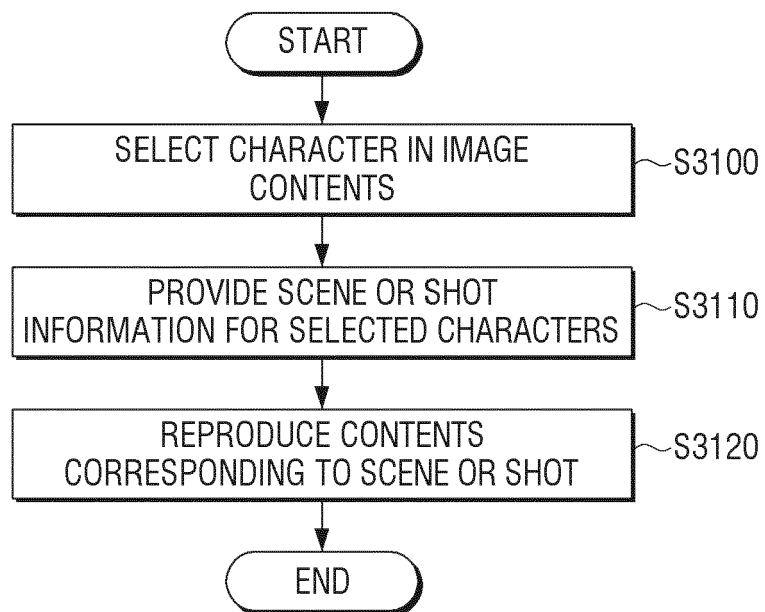 START
SELECT CHARACTER IN IMAGE
CONTENTS
S3100
PROVIDE SCENE OR SHOT
INFORMATION FOR SELECTED CHARACTERS
S3110
REPRODUCE CONTENTS
CORRESPONDING TO SCENE OR SHOT
S3120
END